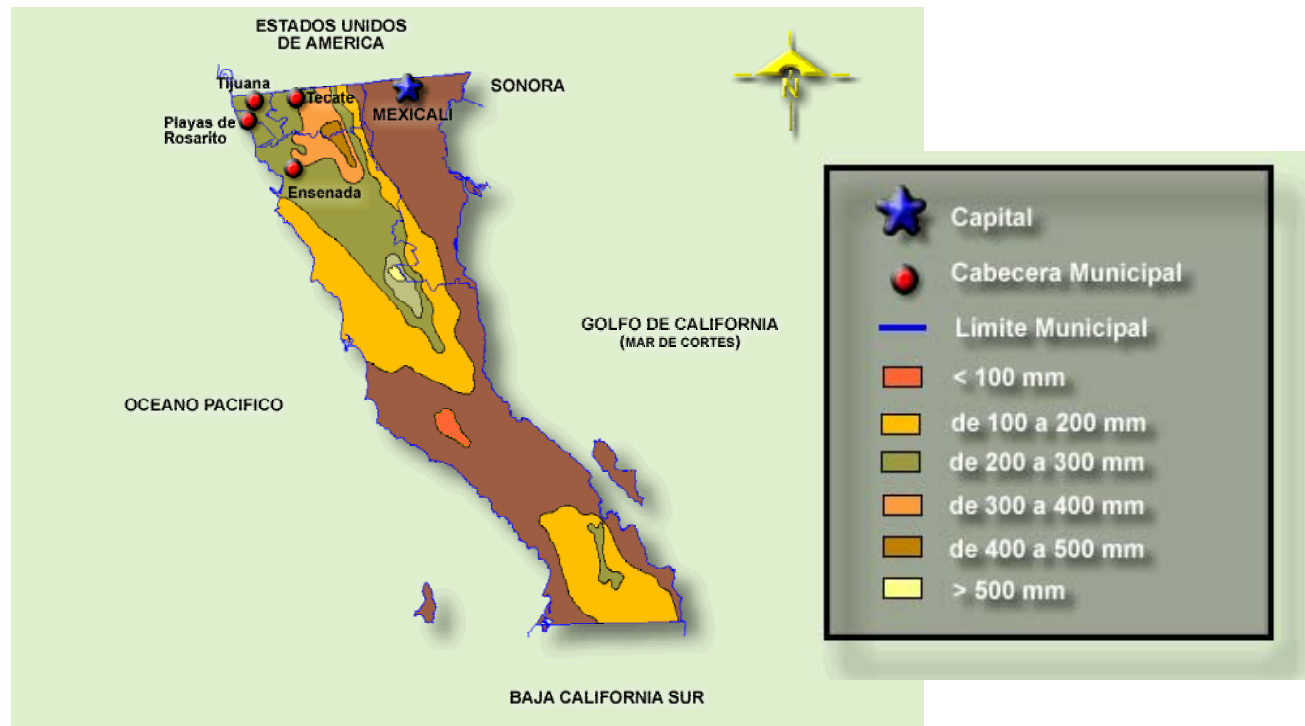 ESTADOS UNIDOS
DE AMERICA
Tijuana
Tecate
SONORA
MEXICALI
Playas de
Rosarito
Ensenada
N
GOLFO DE CALIFORNIA
(MAR DE CORTES)
OCEANO PACIFICO
BAJA CALIFORNIA SUR
Capital
Cabecera Municipal
Límite Municipal
< 100 mm
de 100 a 200 mm
de 200 a 300 mm
de 300 a 400 mm
de 400 a 500 mm
> 500 mm